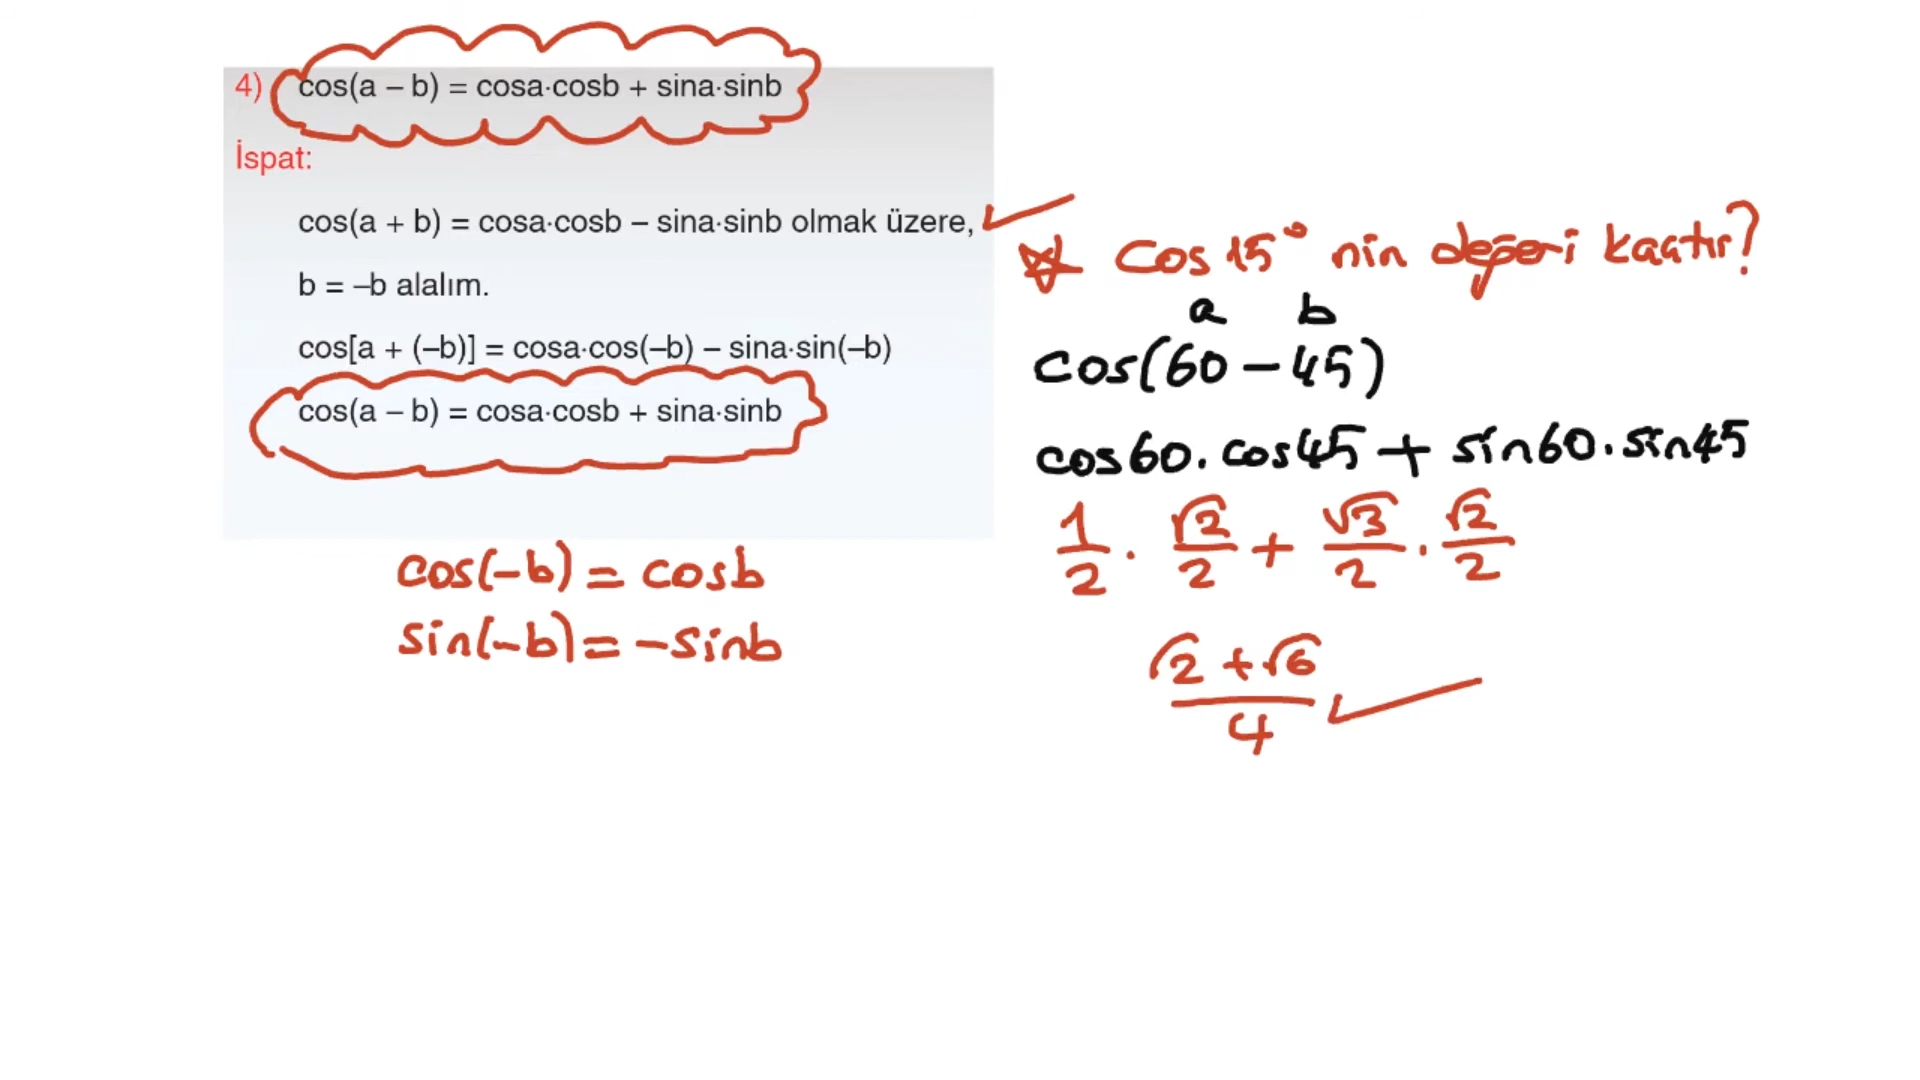 4) cos(a – b) = cosa·cosb + sina·sinb
İspat:
cos(a + b) = cosa·cosb – sina·sinb olmak üzere,
b = –b alalım.
cos[a + (–b)] = cosa·cos(–b) – sina·sin(–b)
cos(a – b) = cosa·cosb + sina·sinb
cos(-b) = cosb
sin(-b) = -sinb
Cos 15° nin değeri kaçtır?
a b
cos(60 - 45)
cos60. cos45 + sin60. sin45
1/2 . √2/2 + √3/2 . √2/2
√2 + √6 / 4